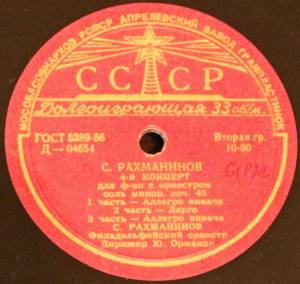 МОСОБЛСОВНАРХОЗ РСФСР АПРЕЛЕВСКИЙ ЗАВОД ГРАМПЛАСТИНОК
СССР
Долгоиграющая 33 об/м.
ГОСТ 5289-56
Д — 04654
Вторая гр.
10-00
С. РАХМАНИНОВ
4-й КОНЦЕРТ
для ф-но с оркестром
соль минор, соч. 40
1 часть — Аллегро виваче
2 часть — Ларго
3 часть — Аллегро виваче
С. РАХМАНИНОВ
Филадельфийский оркестр
Дирижер Ю. Орманди